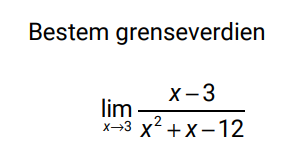 Bestem grenseverdien
lim x→3 (x−3)/(x²+x−12)